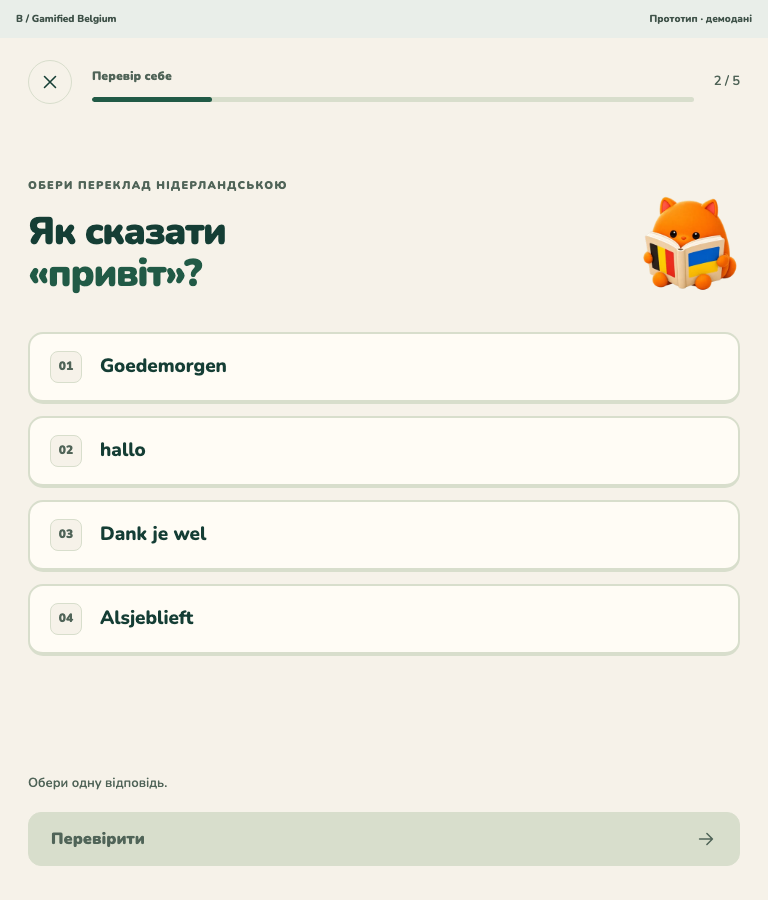 B / Gamified Belgium
Прототип · демодані
Перевір себе
2 / 5
ОБЕРИ ПЕРЕКЛАД НІДЕРЛАНДСЬКОЮ
Як сказати
«привіт»?
01 Goedemorgen
02 hallo
03 Dank je wel
04 Alsjeblieft
Обери одну відповідь.
Перевірити